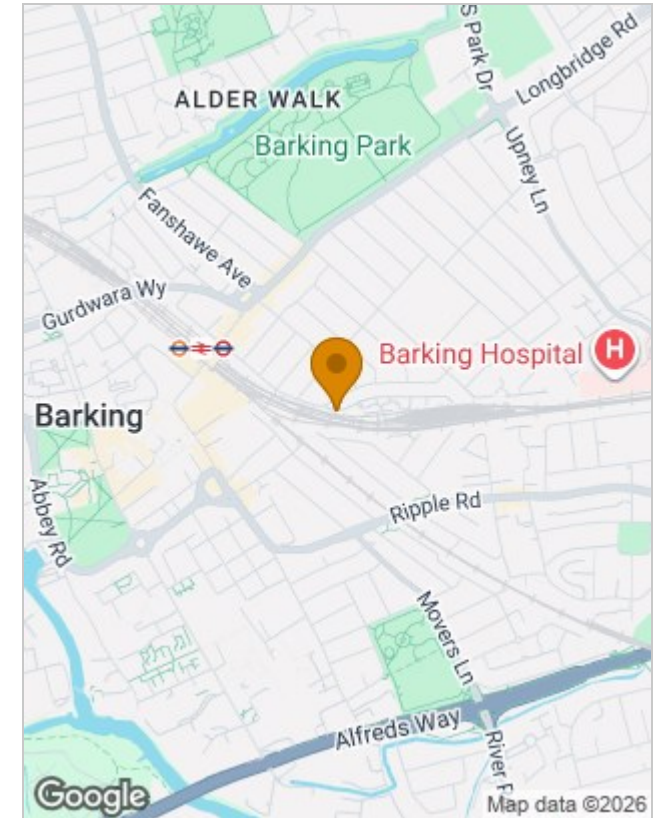 S Park Dr
Longbridge Rd
ALDER WALK
Barking Park
Upney Ln
Fanshawe Ave
Gurdwara Wy
Barking Hospital
H
Barking
Abbey Rd
Ripple Rd
Movers Ln
Alfreds Way
River R
Google
Map data ©2026